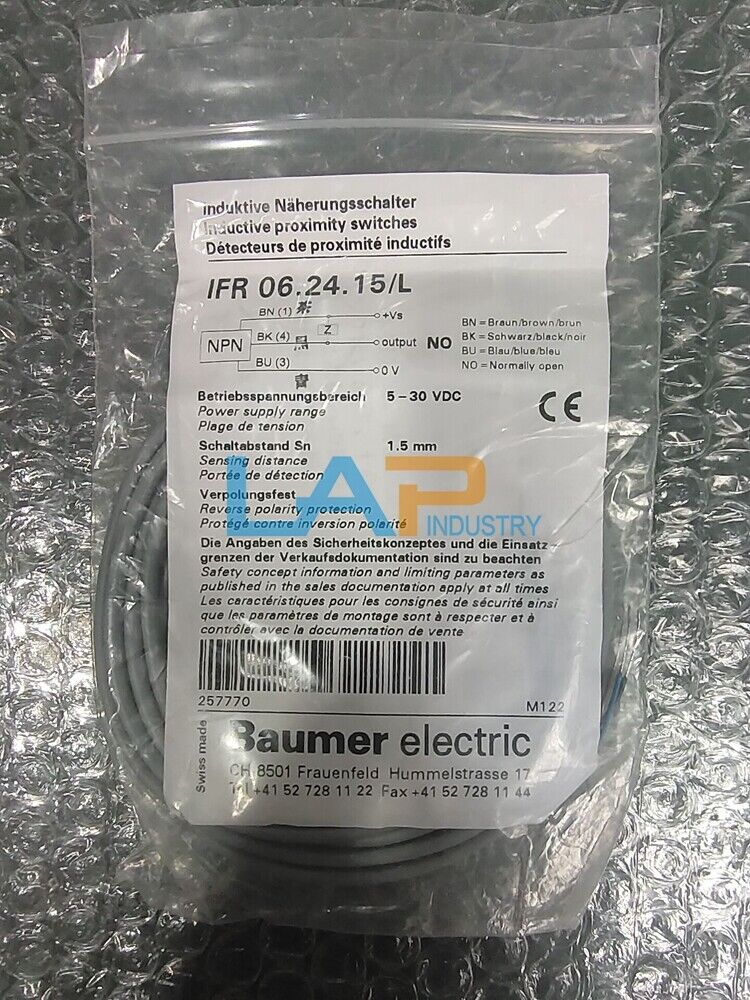 Induktive Näherungsschalter
Inductive proximity switches
Détecteurs de proximité inductifs
IFR 06.24.15/L
BN (1) 棕 +Vs
NPN BK (4) 黑 Z output NO
BU (3) 0 V
BN = Braun/brown/brun
BK = Schwarz/black/noir
BU = Blau/blue/bleu
NO = Normally open
Betriebsspannungsbereich 5 – 30 VDC
Power supply range
Plage de tension
CE
Schaltabstand Sn 1.5 mm
Sensing distance
Portée de détection
Verpolungsfest
Reverse polarity protection
Protégé contre inversion polarité
LAP
INDUSTRY
Die Angaben des Sicherheitskonzeptes und die Einsatz-
grenzen der Verkaufsdokumentation sind zu beachten
Safety concept information and limiting parameters as
published in the sales documentation apply at all times
Les caractéristiques pour les consignes de sécurité ainsi
que les paramètres de montage sont à respecter et à
contrôler avec la documentation de vente
257770 M122
Swiss made
Baumer electric
CH-8501 Frauenfeld Hummelstrasse 17
Tel +41 52 728 11 22 Fax +41 52 728 11 44